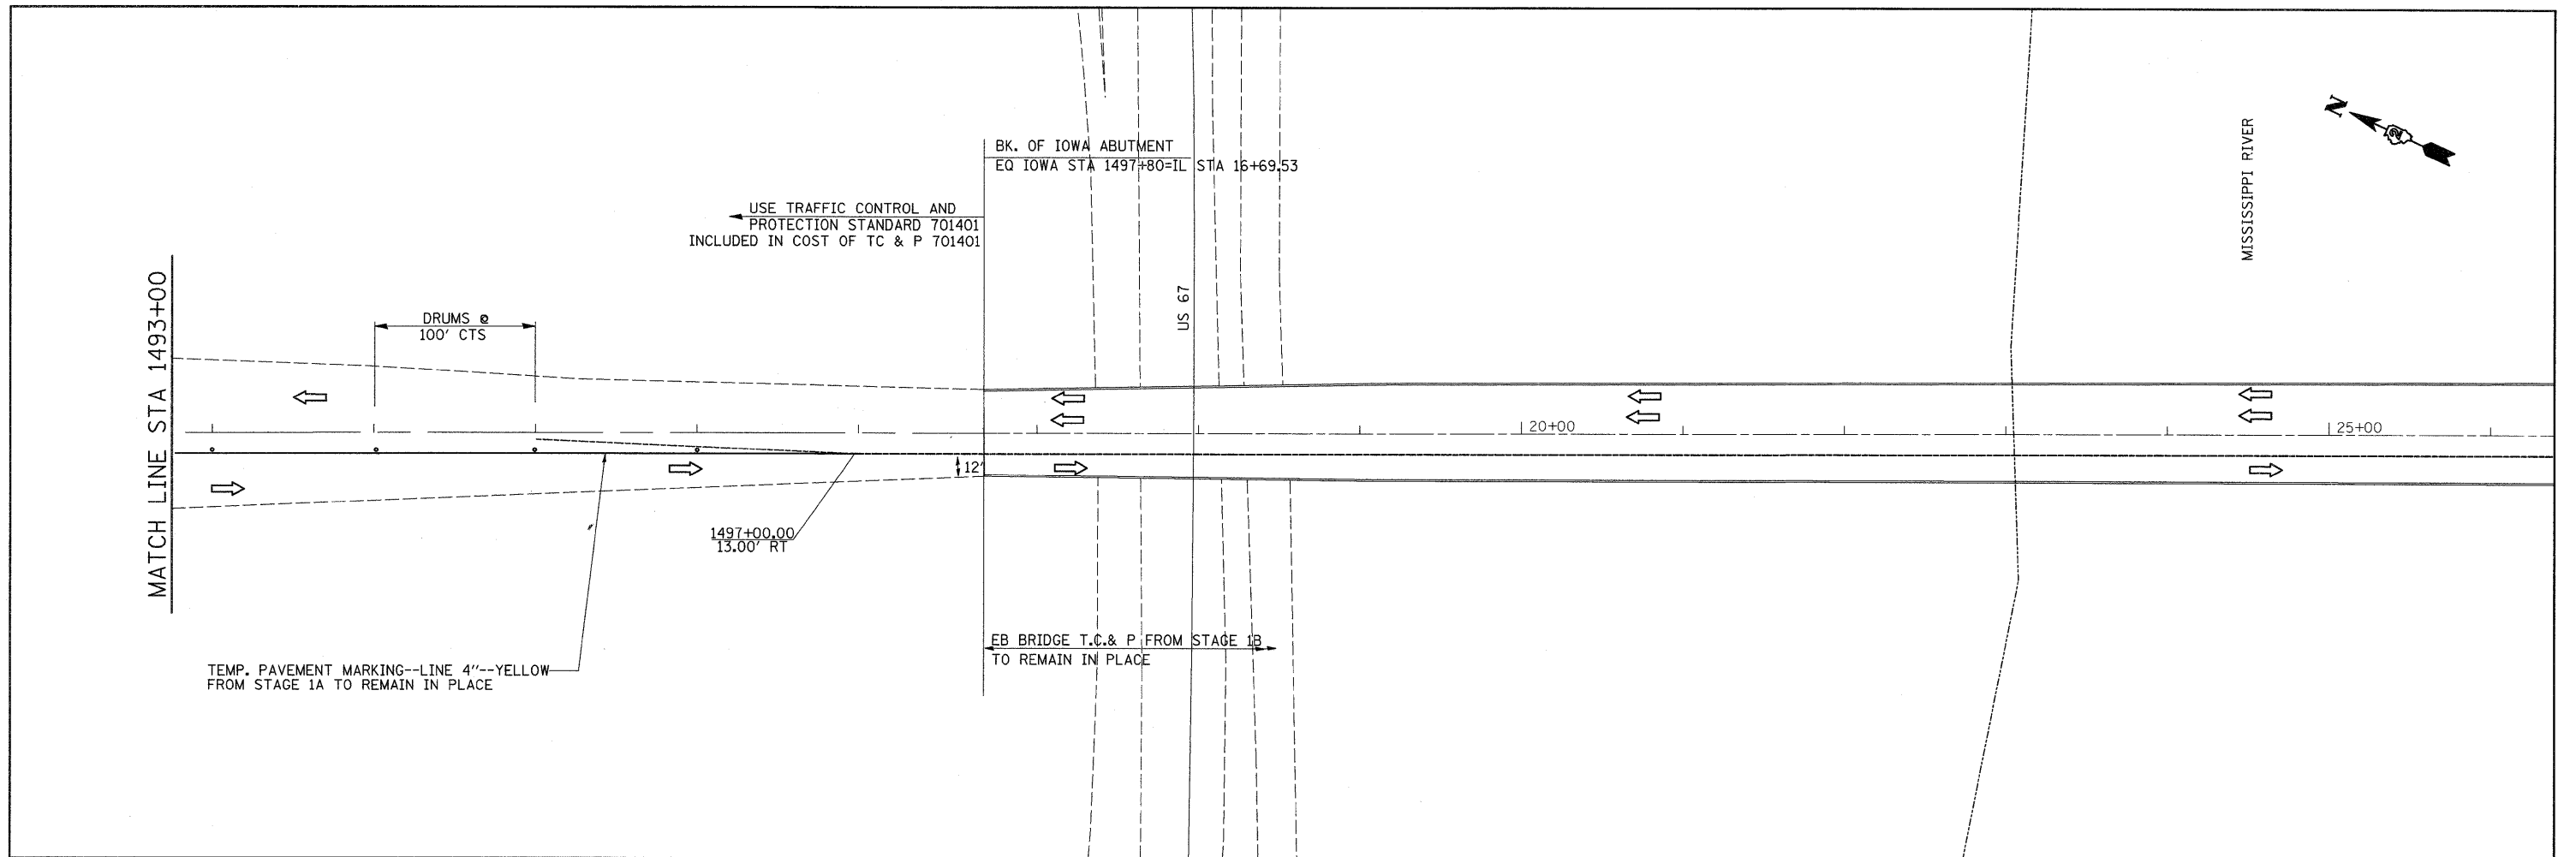 BK. OF IOWA ABUTMENT
EQ IOWA STA 1497+80=IL STA 16+69.53
MISSISSIPPI RIVER
N
2
USE TRAFFIC CONTROL AND
PROTECTION STANDARD 701401
INCLUDED IN COST OF TC & P 701401
MATCH LINE STA 1493+00
DRUMS @
100' CTS
US 67
20+00
25+00
12'
1497+00.00
13.00' RT
EB BRIDGE T.C.& P FROM STAGE 1B
TO REMAIN IN PLACE
TEMP. PAVEMENT MARKING--LINE 4"--YELLOW
FROM STAGE 1A TO REMAIN IN PLACE